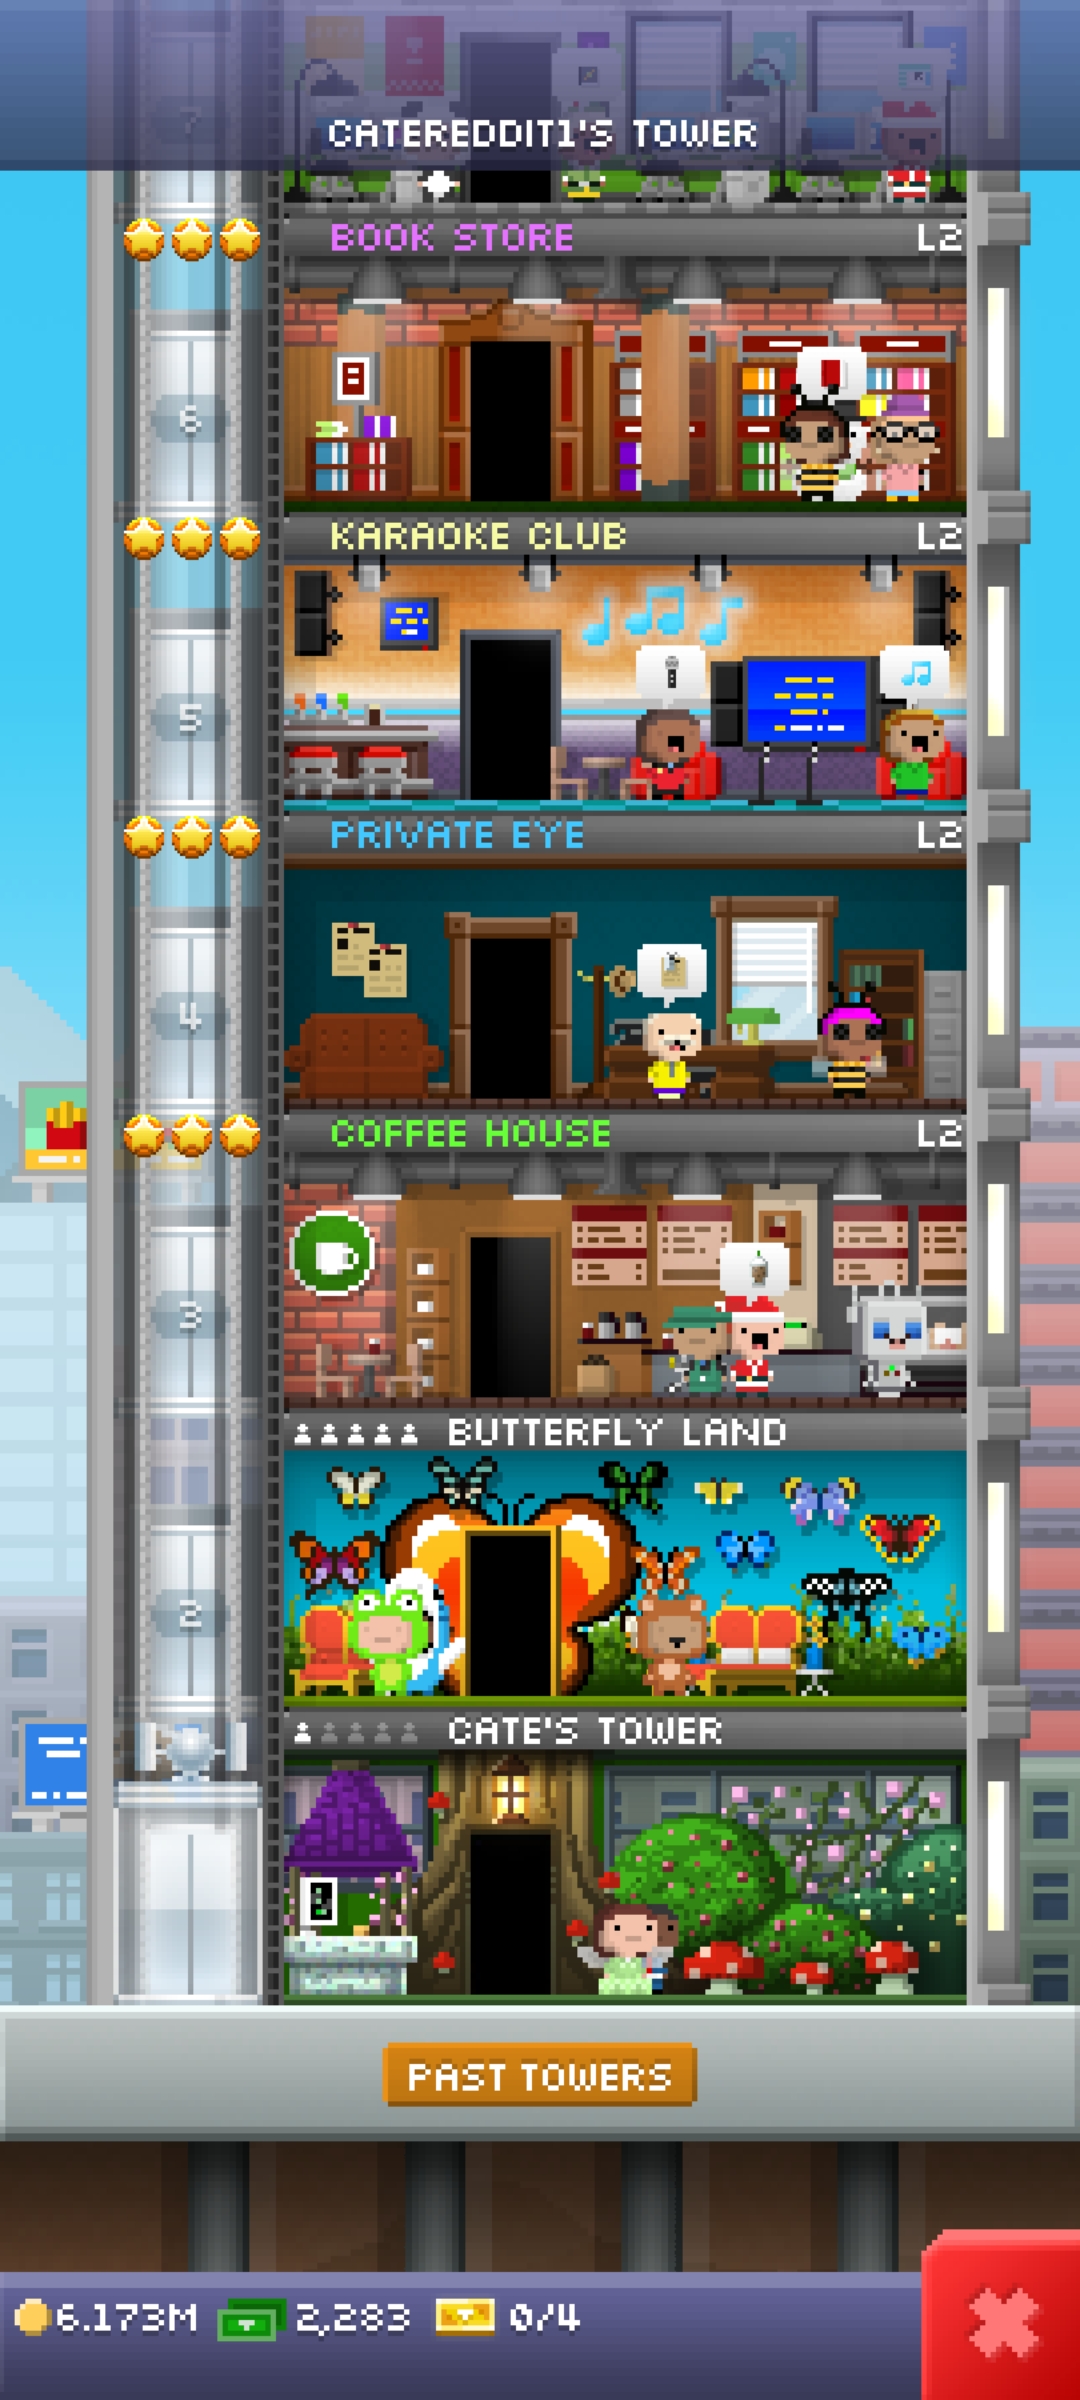 CATEREDDIT1'S TOWER
BOOK STORE L2
6
KARAOKE CLUB L2
5
PRIVATE EYE L2
4
COFFEE HOUSE L2
3
BUTTERFLY LAND
2
CATE'S TOWER
PAST TOWERS
6.173M 2,283 0/4